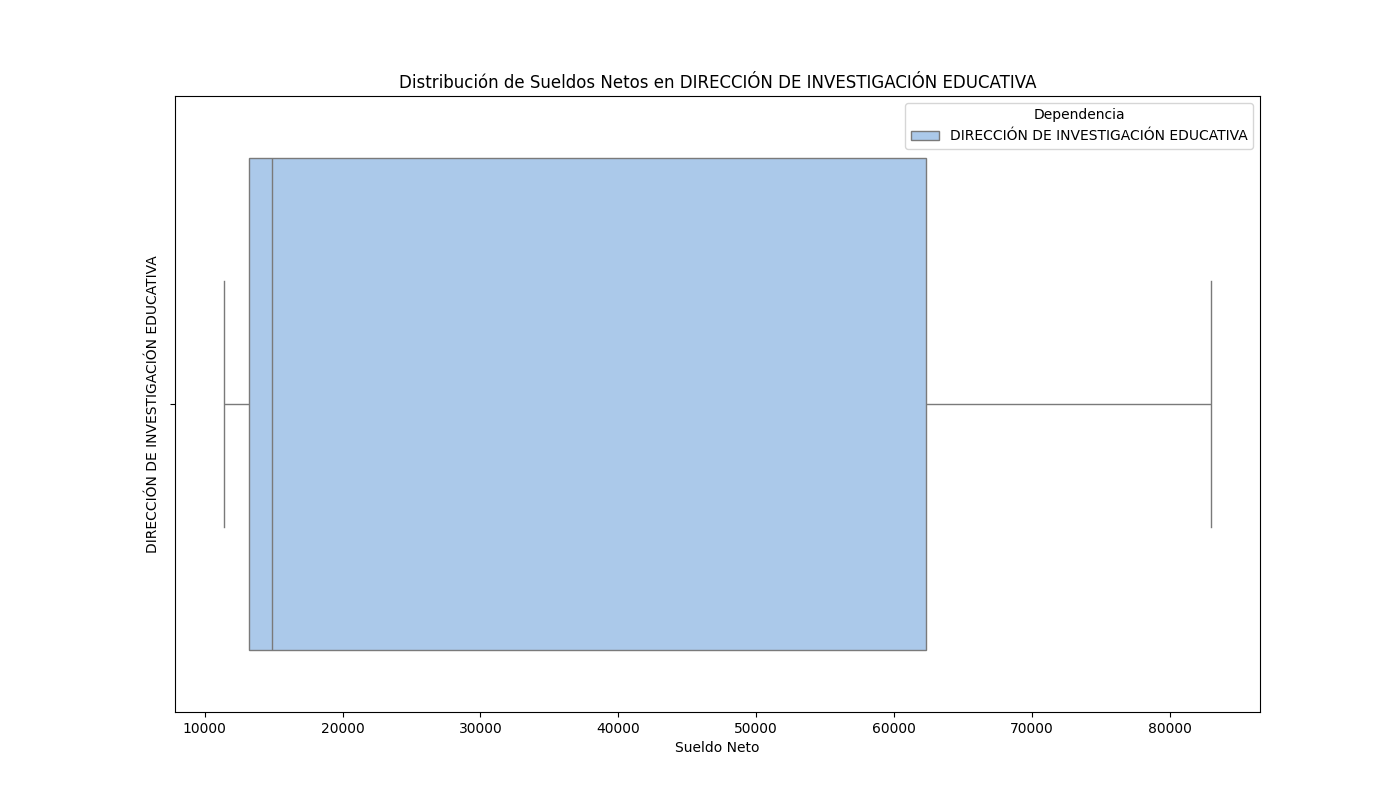 Distribución de Sueldos Netos en DIRECCIÓN DE INVESTIGACIÓN EDUCATIVA
Dependencia
DIRECCIÓN DE INVESTIGACIÓN EDUCATIVA
DIRECCIÓN DE INVESTIGACIÓN EDUCATIVA
10000 20000 30000 40000 50000 60000 70000 80000
Sueldo Neto